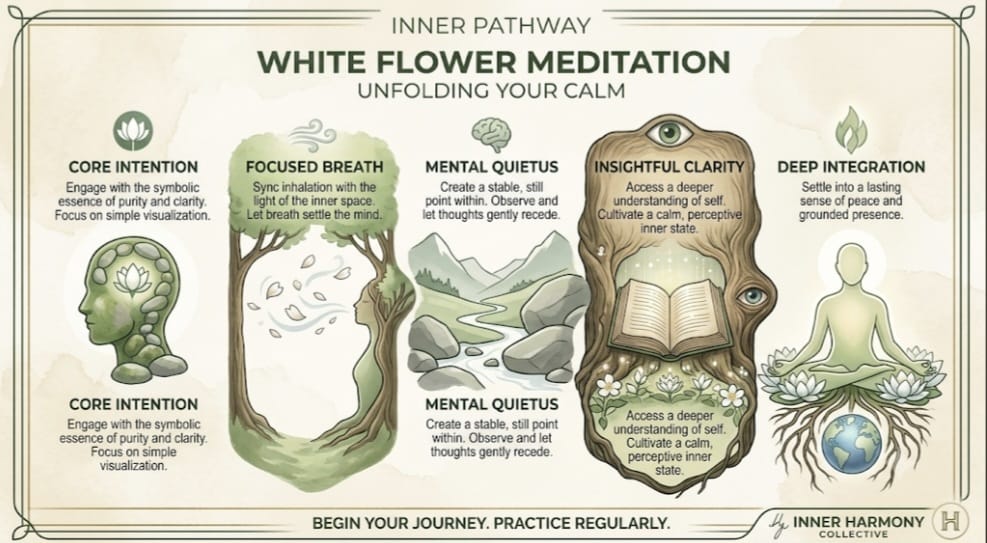 INNER PATHWAY
WHITE FLOWER MEDITATION
UNFOLDING YOUR CALM
CORE INTENTION
Engage with the symbolic
essence of purity and clarity.
Focus on simple visualization.
CORE INTENTION
Engage with the symbolic
essence of purity and clarity.
Focus on simple
visualization.
FOCUSED BREATH
Sync inhalation with the
light of the inner space.
Let breath settle the mind.
MENTAL QUIETUS
Create a stable, still
point within. Observe and
let thoughts gently recede.
MENTAL QUIETUS
Create a stable, still point
within. Observe and let
thoughts gently recede.
INSIGHTFUL CLARITY
Access a deeper
understanding of self.
Cultivate a calm, perceptive
inner state.
Access a deeper
understanding of self.
Cultivate a calm,
perceptive inner
state.
DEEP INTEGRATION
Settle into a lasting
sense of peace and
grounded presence.
BEGIN YOUR JOURNEY. PRACTICE REGULARLY.
INNER HARMONY
COLLECTIVE
H